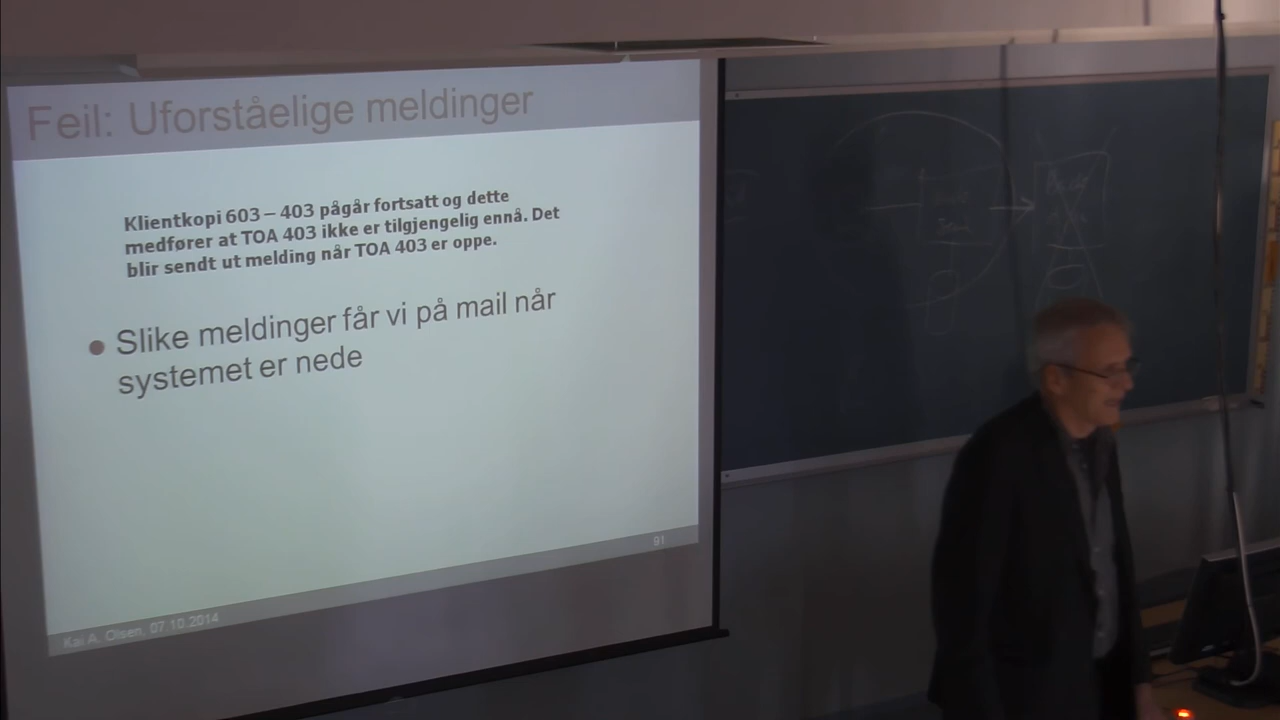 Feil: Uforståelige meldinger
Klientkopi 603 – 403 pågår fortsatt og dette
medfører at TOA 403 ikke er tilgjengelig ennå. Det
blir sendt ut melding når TOA 403 er oppe.
• Slike meldinger får vi på mail når
systemet er nede
91
Kai A. Olsen, 07.10.2014